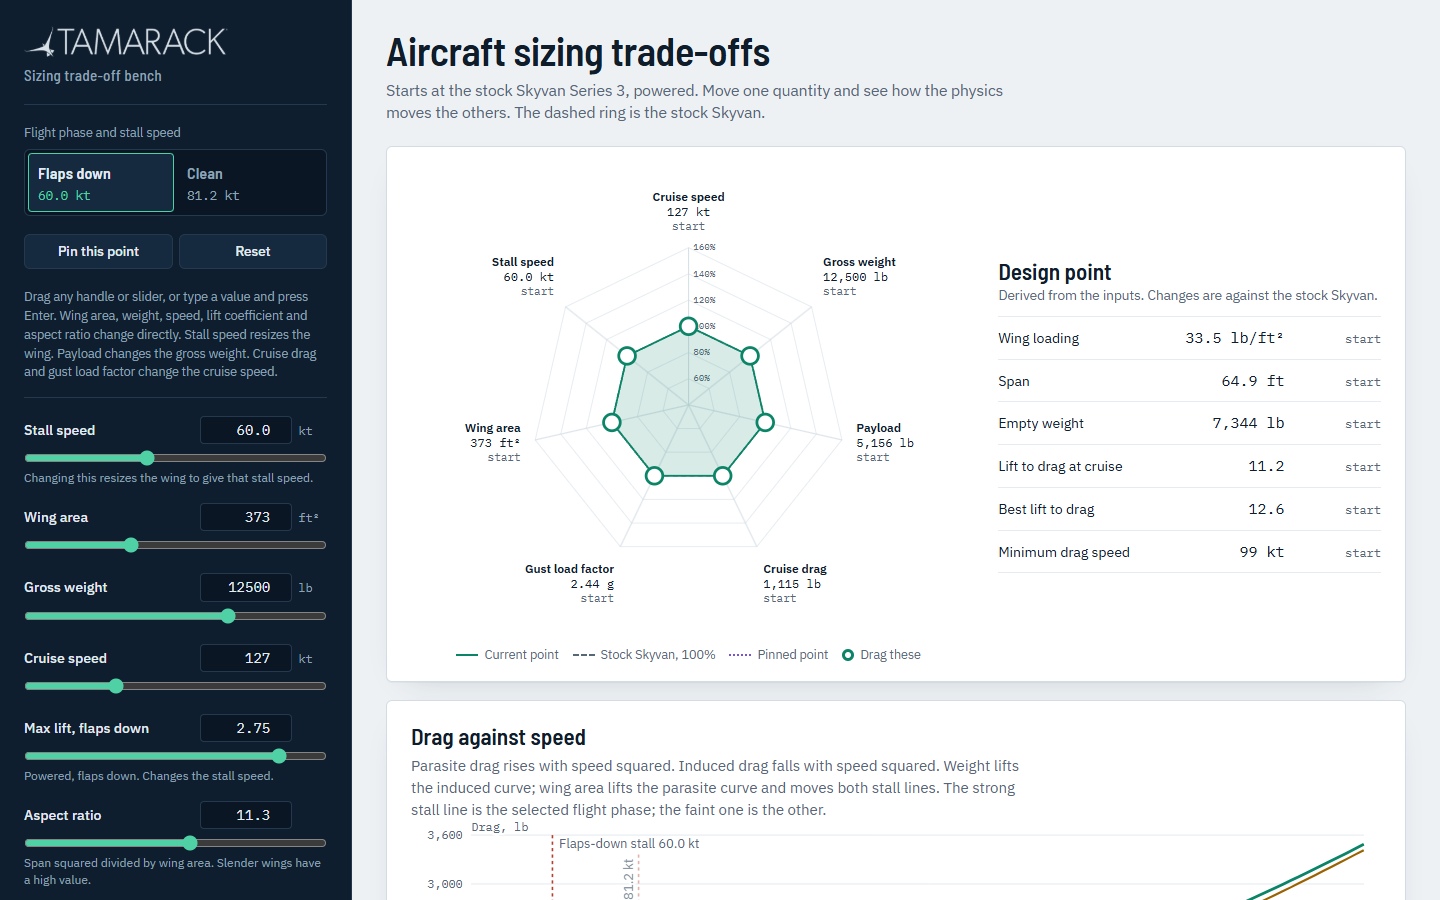 TAMARACK
Sizing trade-off bench
Flight phase and stall speed
Flaps down
60.0 kt
Clean
81.2 kt
Pin this point
Reset
Drag any handle or slider, or type a value and press
Enter. Wing area, weight, speed, lift coefficient and
aspect ratio change directly. Stall speed resizes the
wing. Payload changes the gross weight. Cruise drag
and gust load factor change the cruise speed.
Stall speed 60.0 kt
Changing this resizes the wing to give that stall speed.
Wing area 373 ft²
Gross weight 12500 lb
Cruise speed 127 kt
Max lift, flaps down 2.75
Powered, flaps down. Changes the stall speed.
Aspect ratio 11.3
Span squared divided by wing area. Slender wings have
a high value.
Aircraft sizing trade-offs
Starts at the stock Skyvan Series 3, powered. Move one quantity and see how the physics
moves the others. The dashed ring is the stock Skyvan.
Cruise speed
127 kt
start
Stall speed
60.0 kt
start
Gross weight
12,500 lb
start
160%
140%
120%
00%
80%
60%
Wing area
373 ft²
start
Payload
5,156 lb
start
Gust load factor
2.44 g
start
Cruise drag
1,115 lb
start
Current point
Stock Skyvan, 100%
Pinned point
Drag these
Design point
Derived from the inputs. Changes are against the stock Skyvan.
Wing loading 33.5 lb/ft² start
Span 64.9 ft start
Empty weight 7,344 lb start
Lift to drag at cruise 11.2 start
Best lift to drag 12.6 start
Minimum drag speed 99 kt start
Drag against speed
Parasite drag rises with speed squared. Induced drag falls with speed squared. Weight lifts
the induced curve; wing area lifts the parasite curve and moves both stall lines. The strong
stall line is the selected flight phase; the faint one is the other.
Drag, lb
3,600
Flaps-down stall 60.0 kt
81.2 kt
3,000